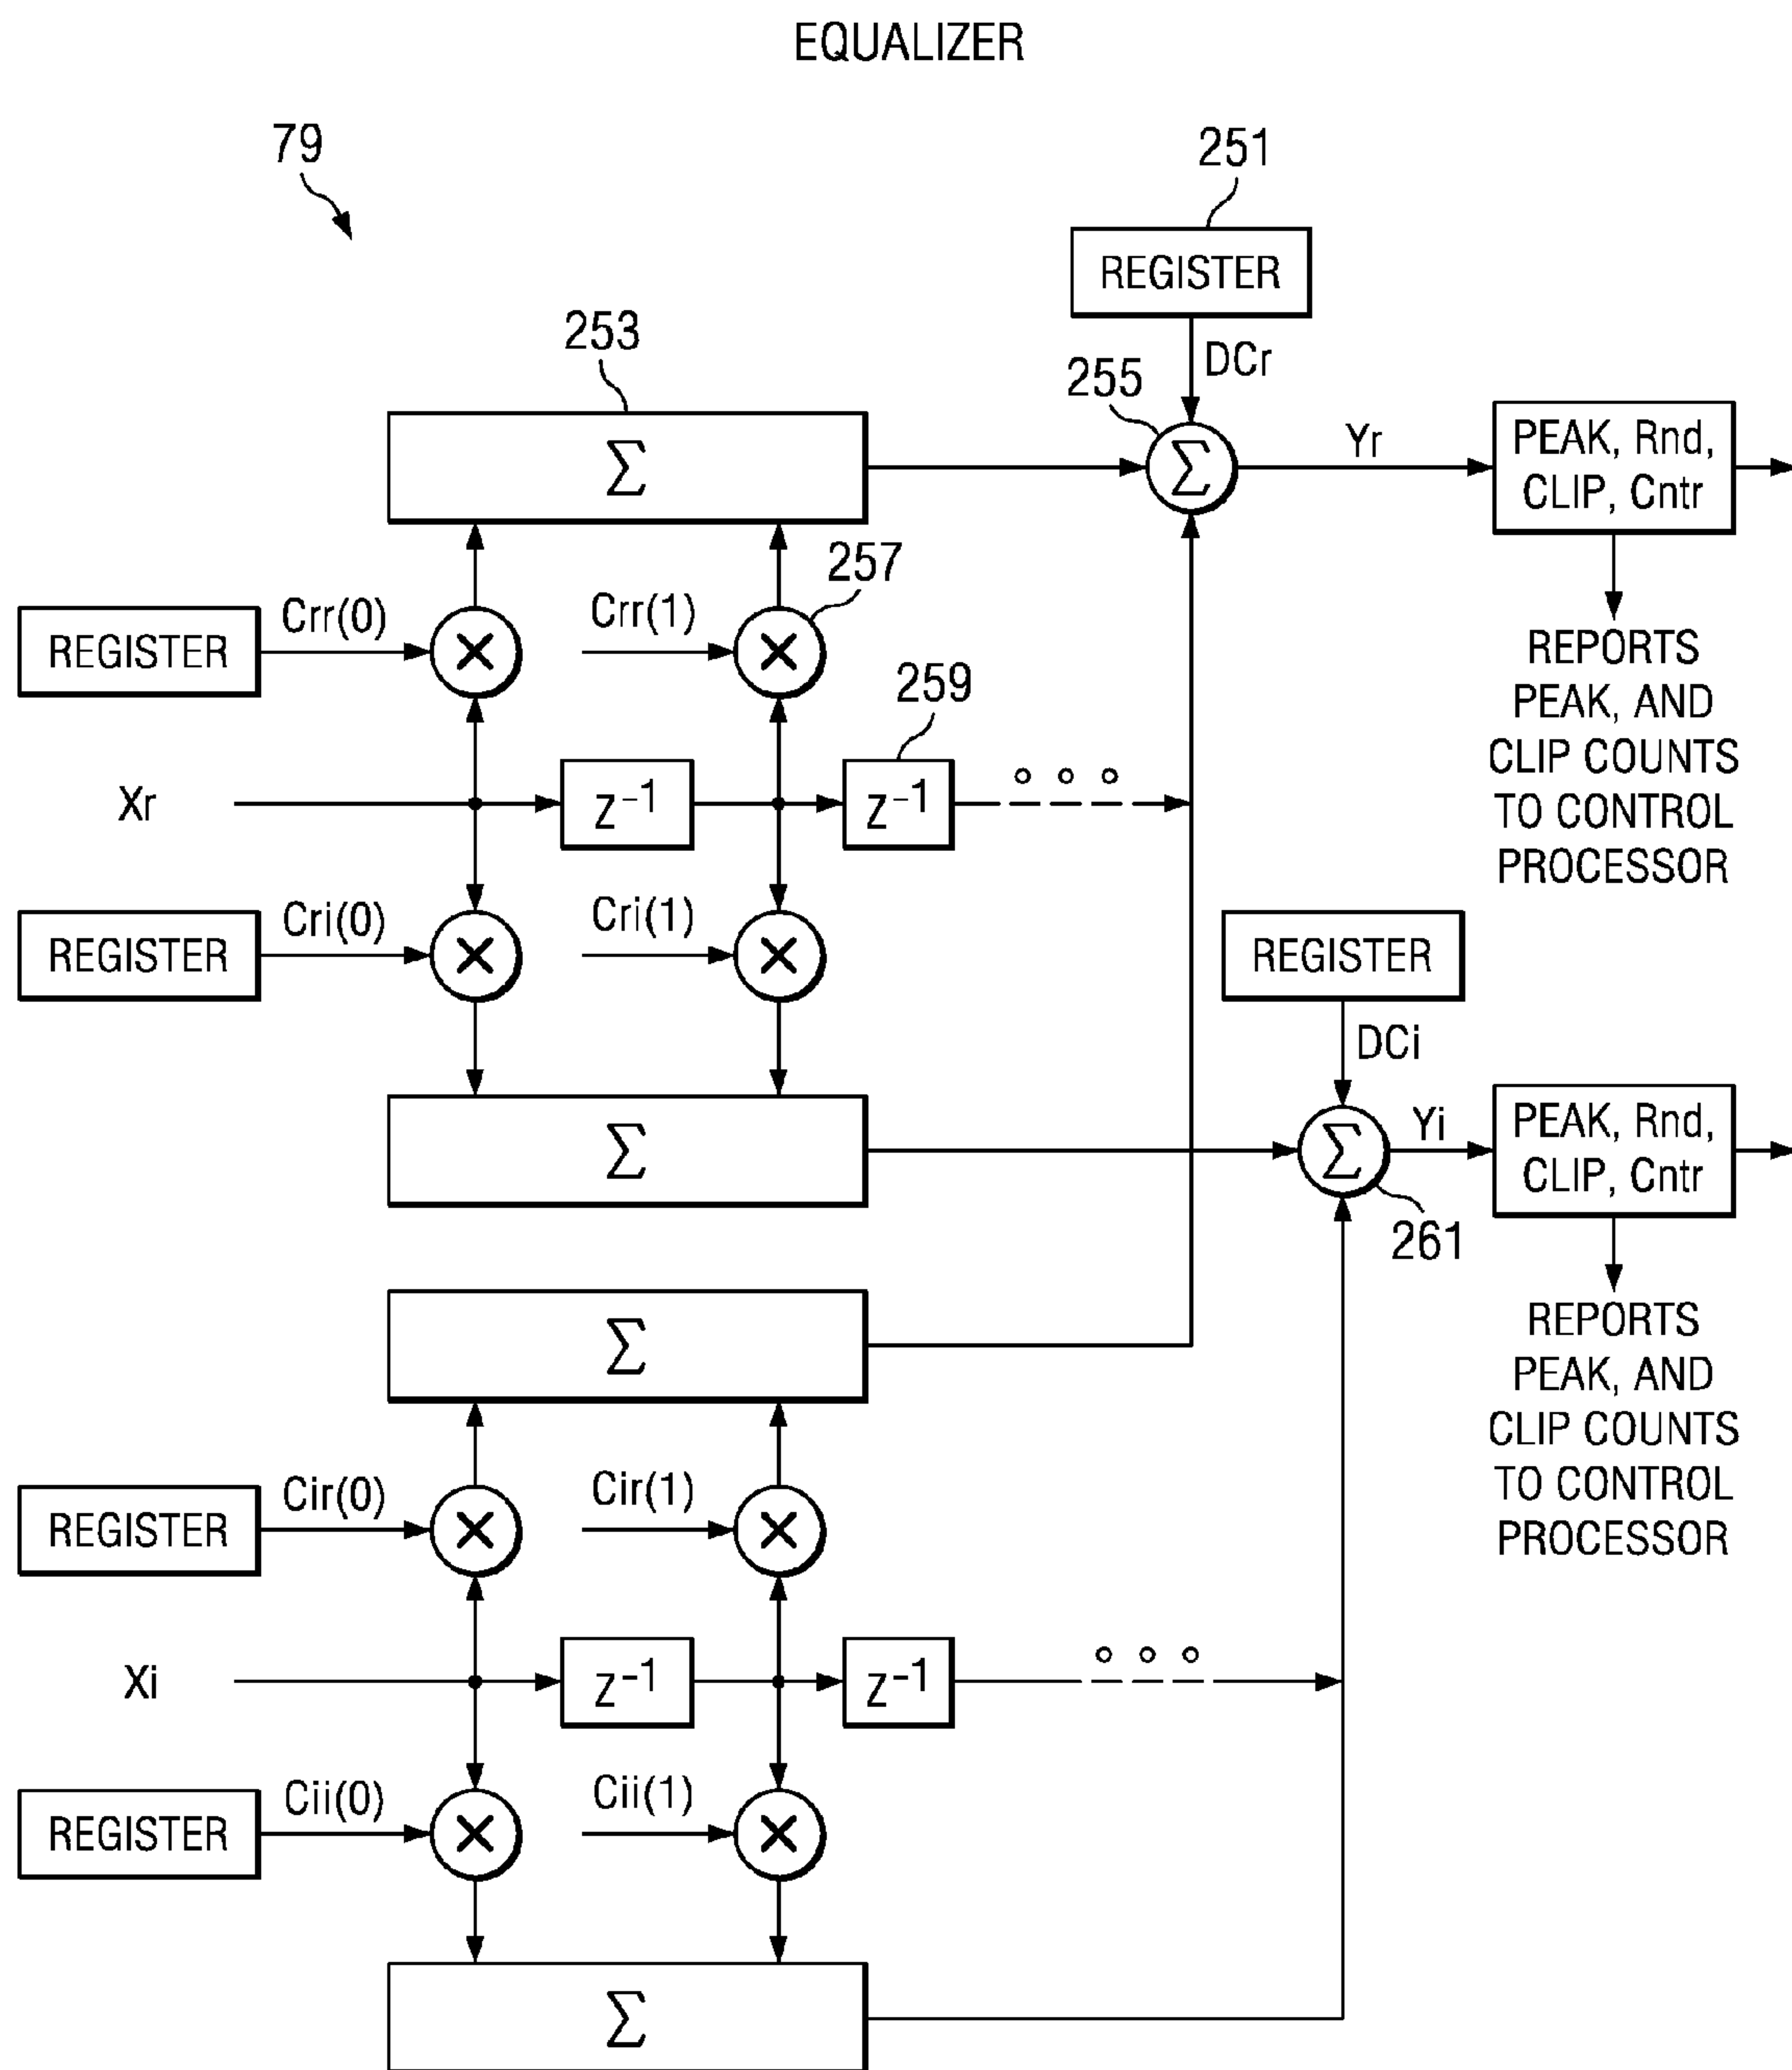 EQUALIZER
79
251
REGISTER
253
DCr
255
Σ
Σ
Yr
PEAK, Rnd,
CLIP, Cntr
257
REGISTER
Crr(0)
×
Crr(1)
×
REPORTS
PEAK, AND
CLIP COUNTS
TO CONTROL
PROCESSOR
259
Xr
z⁻¹
z⁻¹
REGISTER
Cri(0)
×
Cri(1)
×
REGISTER
DCi
Σ
Σ
Yi
PEAK, Rnd,
CLIP, Cntr
261
Σ
REPORTS
PEAK, AND
CLIP COUNTS
TO CONTROL
PROCESSOR
REGISTER
Cir(0)
×
Cir(1)
×
Xi
z⁻¹
z⁻¹
REGISTER
Cii(0)
×
Cii(1)
×
Σ